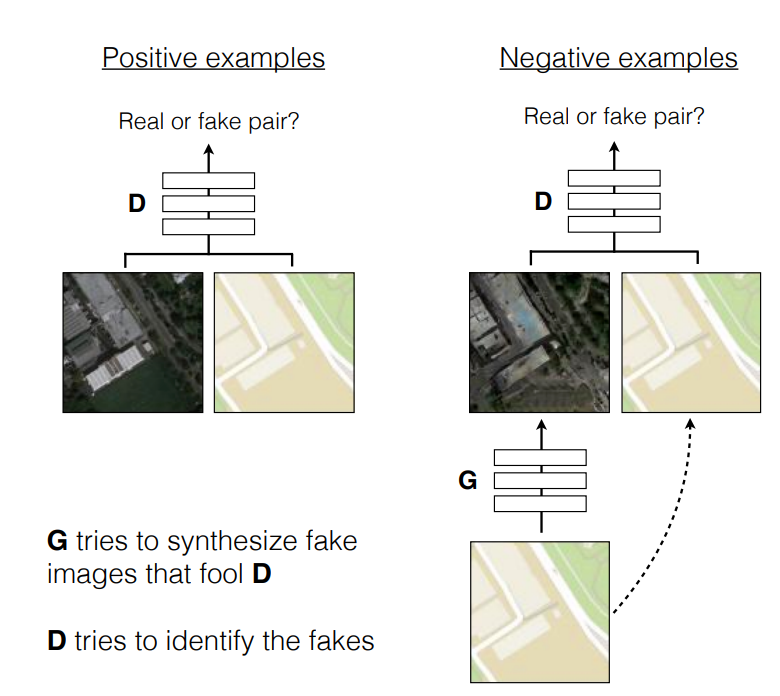 Positive examples
Negative examples
Real or fake pair?
Real or fake pair?
D
D
G
G tries to synthesize fake
images that fool D
D tries to identify the fakes